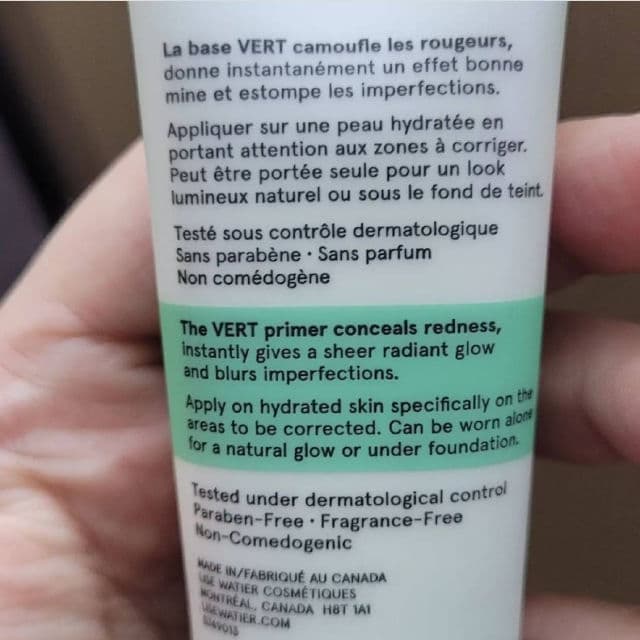 La base VERT camoufle les rougeurs,
donne instantanément un effet bonne
mine et estompe les imperfections.
Appliquer sur une peau hydratée en
portant attention aux zones à corriger.
Peut être portée seule pour un look
lumineux naturel ou sous le fond de teint.
Testé sous contrôle dermatologique
Sans parabène · Sans parfum
Non comédogène
The VERT primer conceals redness,
instantly gives a sheer radiant glow
and blurs imperfections.
Apply on hydrated skin specifically on the
areas to be corrected. Can be worn alone
for a natural glow or under foundation.
Tested under dermatological control
Paraben-Free · Fragrance-Free
Non-Comedogenic
MADE IN/FABRIQUÉ AU CANADA
LISE WATIER COSMÉTIQUES
MONTRÉAL, CANADA H8T 1A1
LISEWATIER.COM